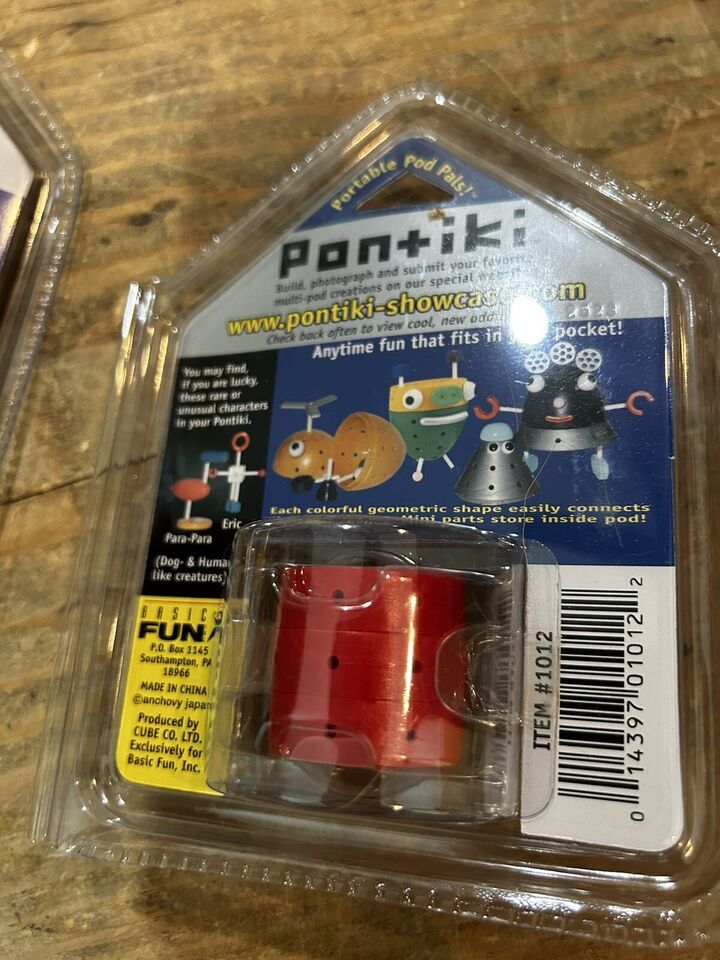 Portable Pod Pals!™
Pontiki
Build, photograph and submit your
multi-pod creations on our special
www.pontiki-showcase.com
Check back often to view cool, new
Anytime fun that fits in pocket!
You may find,
if you are lucky,
these rare or
unusual characters
in your Pontiki.
Eric
Para-Para
(Dog- & Huma
like creatures)
Each colorful geometric shape easily connects
Mini parts store inside pod!
BASIC
FUN
P.O. Box 1145
Southampton, PA
18966
MADE IN CHINA
©anchovy japan
Produced by
CUBE CO. LTD.
Exclusively for
Basic Fun, Inc.
ITEM #1012
0 14397 01012 2